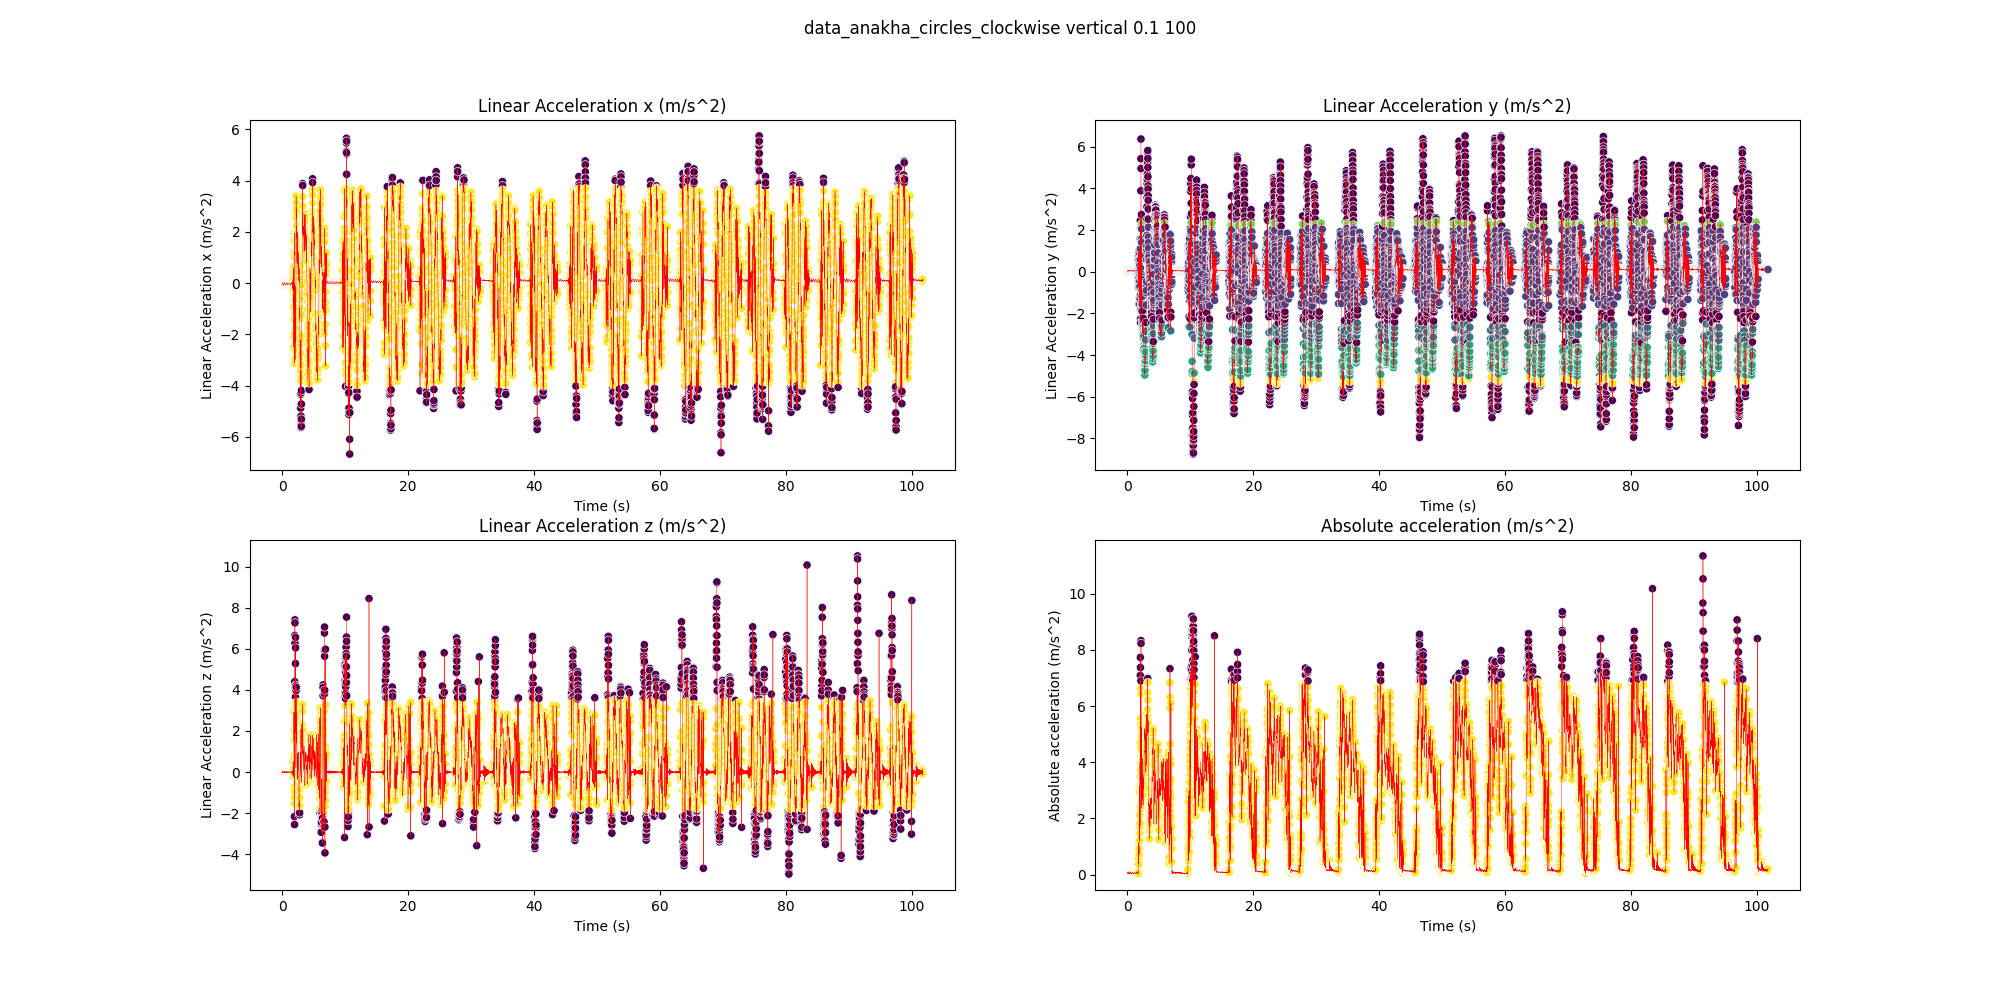 data_anakha_circles_clockwise vertical 0.1 100
Linear Acceleration x (m/s^2)
Linear Acceleration x (m/s^2)
6
4
2
0
−2
−4
−6
0 20 40 60 80 100
Time (s)
Linear Acceleration y (m/s^2)
Linear Acceleration y (m/s^2)
6
4
2
0
−2
−4
−6
−8
0 20 40 60 80 100
Time (s)
Linear Acceleration z (m/s^2)
Linear Acceleration z (m/s^2)
10
8
6
4
2
0
−2
−4
0 20 40 60 80 100
Time (s)
Absolute acceleration (m/s^2)
Absolute acceleration (m/s^2)
10
8
6
4
2
0
0 20 40 60 80 100
Time (s)